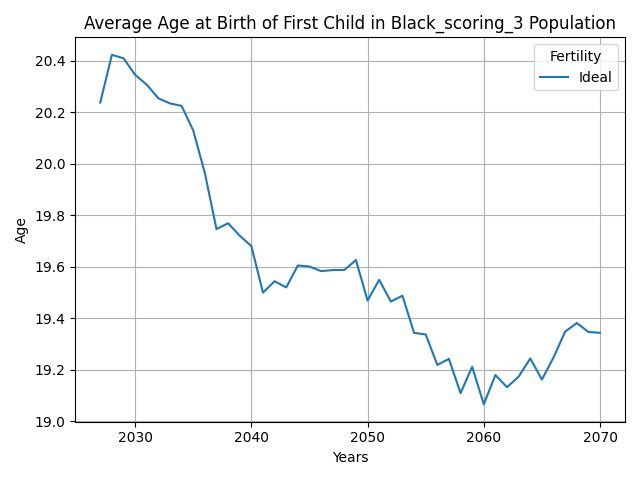 Average Age at Birth of First Child in Black_scoring_3 Population
Fertility
Ideal
20.4
20.2
20.0
19.8
19.6
19.4
19.2
19.0
Age
2030 2040 2050 2060 2070
Years